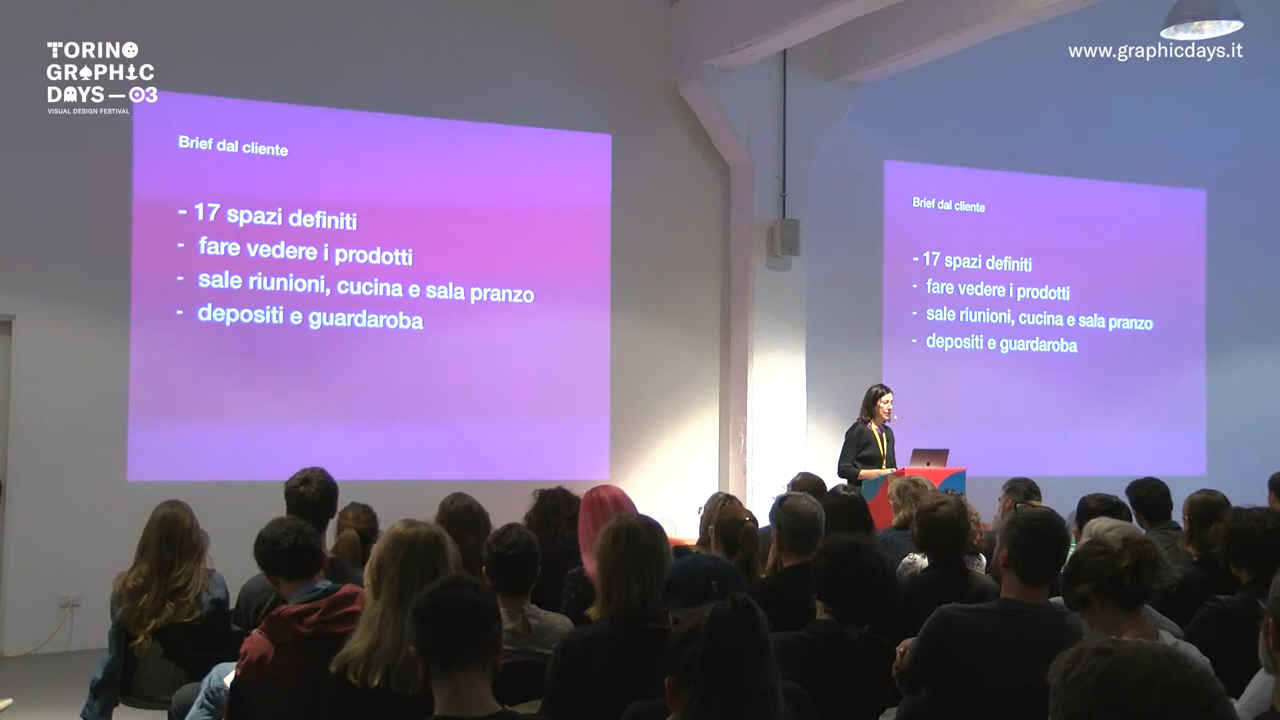 TORINO
GRAPHIC
DAYS—03
VISUAL DESIGN FESTIVAL
www.graphicdays.it
Brief dal cliente
- 17 spazi definiti
- fare vedere i prodotti
- sale riunioni, cucina e sala pranzo
- depositi e guardaroba
Brief dal cliente
- 17 spazi definiti
- fare vedere i prodotti
- sale riunioni, cucina e sala pranzo
- depositi e guardaroba